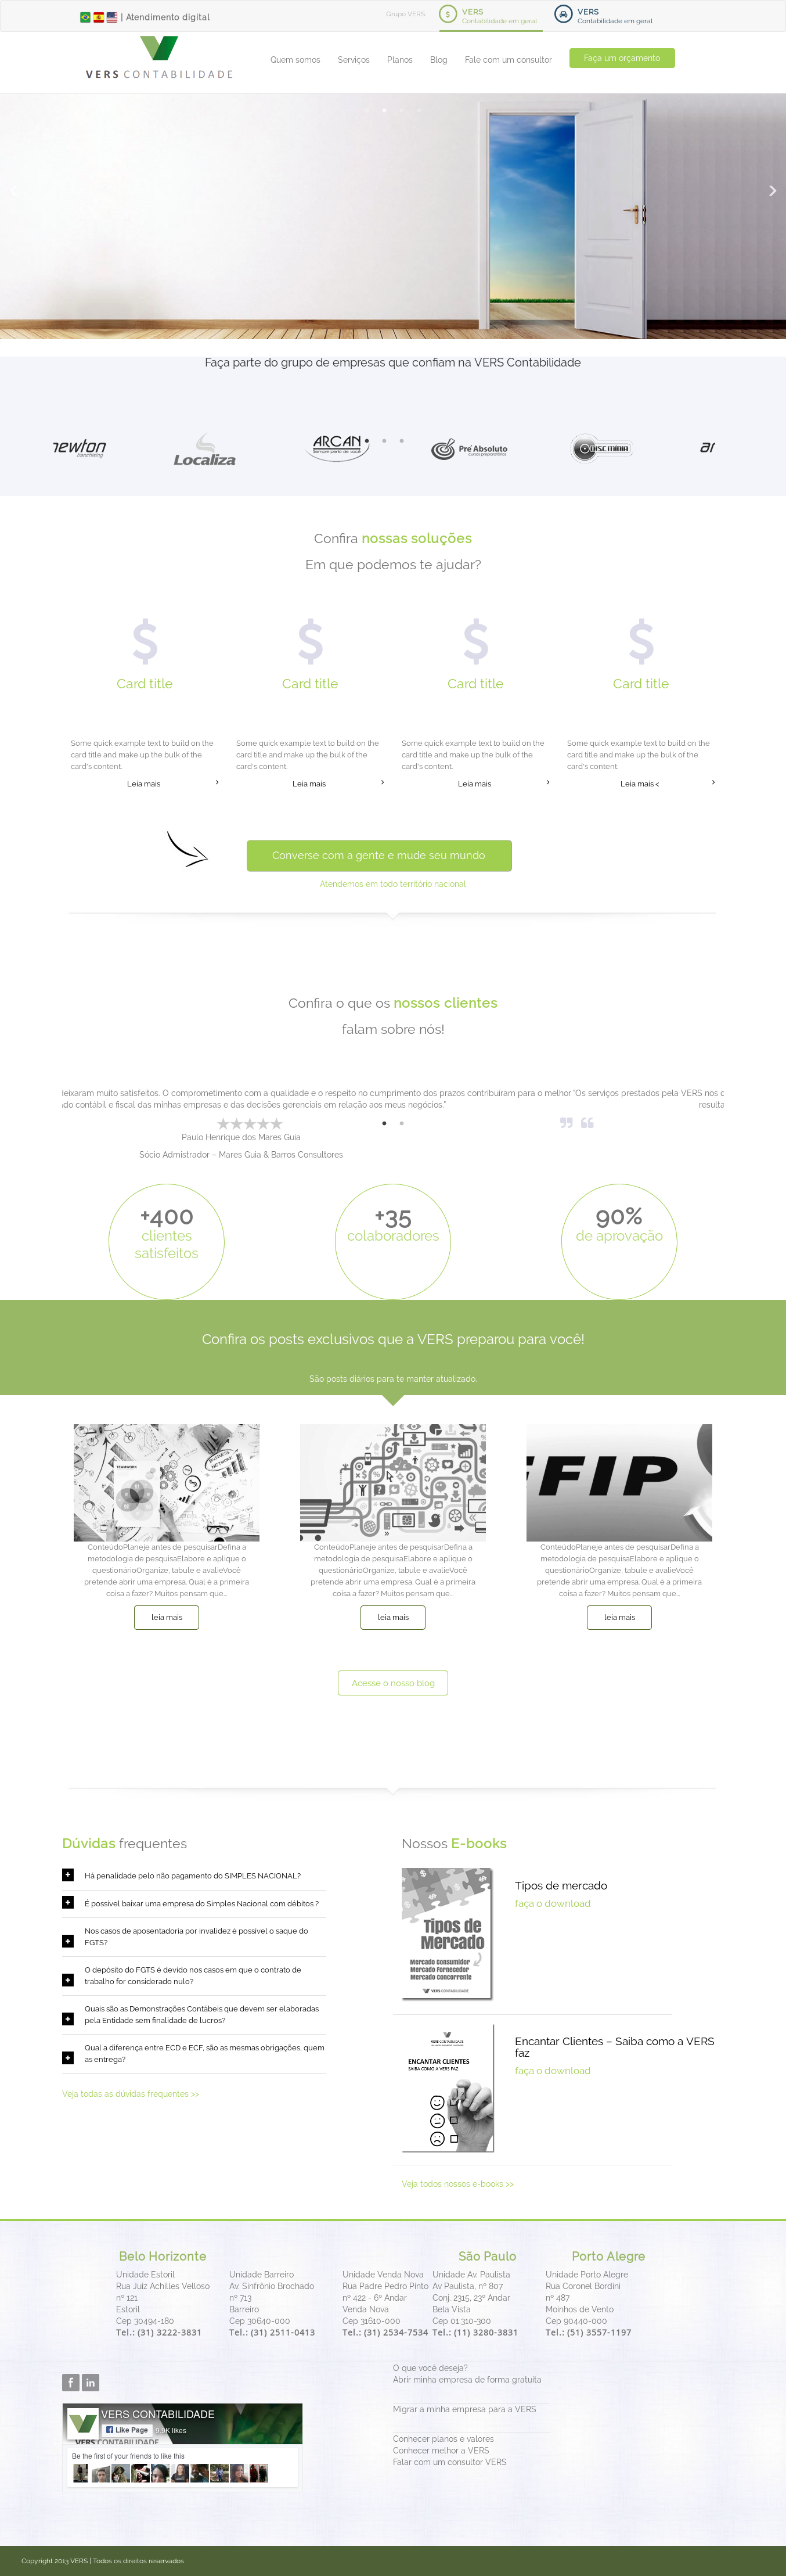 | Atendimento digital
Grupo VERS
VERS
Contabilidade em geral
VERS
Contabilidade em geral
VERS CONTABILIDADE
Quem somos
Serviços
Planos
Blog
Fale com um consultor
Faça um orçamento
Faça parte do grupo de empresas que confiam na VERS Contabilidade
newton
franchising
Localiza
ARCAN
Sempre perto de você
Pré Absoluto
cursos preparatórios
DISC MIDIA
ar
Confira nossas soluções
Em que podemos te ajudar?
Card title
Card title
Card title
Card title
Some quick example text to build on the
card title and make up the bulk of the
card's content.
Leia mais
Some quick example text to build on the
card title and make up the bulk of the
card's content.
Leia mais
Some quick example text to build on the
card title and make up the bulk of the
card's content.
Leia mais
Some quick example text to build on the
card title and make up the bulk of the
card's content.
Leia mais <
Converse com a gente e mude seu mundo
Atendemos em todo território nacional
Confira o que os nossos clientes
falam sobre nós!
deixaram muito satisfeitos. O comprometimento com a qualidade e o respeito no cumprimento dos prazos contribuíram para o melhor "Os serviços prestados pela VERS nos d
do contábil e fiscal das minhas empresas e das decisões gerenciais em relação aos meus negócios."
resulta
Paulo Henrique dos Mares Guia
Sócio Admistrador – Mares Guia & Barros Consultores
+400
clientes
satisfeitos
+35
colaboradores
90%
de aprovação
Confira os posts exclusivos que a VERS preparou para você!
São posts diários para te manter atualizado.
TEAMWORK
FIP
ConteúdoPlaneje antes de pesquisarDefina a
metodologia de pesquisaElabore e aplique o
questionárioOrganize, tabule e avalieVocê
pretende abrir uma empresa. Qual é a primeira
coisa a fazer? Muitos pensam que...
leia mais
ConteúdoPlaneje antes de pesquisarDefina a
metodologia de pesquisaElabore e aplique o
questionárioOrganize, tabule e avalieVocê
pretende abrir uma empresa. Qual é a primeira
coisa a fazer? Muitos pensam que...
leia mais
ConteúdoPlaneje antes de pesquisarDefina a
metodologia de pesquisaElabore e aplique o
questionárioOrganize, tabule e avalieVocê
pretende abrir uma empresa. Qual é a primeira
coisa a fazer? Muitos pensam que...
leia mais
Acesse o nosso blog
Dúvidas frequentes
Há penalidade pelo não pagamento do SIMPLES NACIONAL?
É possível baixar uma empresa do Simples Nacional com débitos ?
Nos casos de aposentadoria por invalidez é possível o saque do
FGTS?
O depósito do FGTS é devido nos casos em que o contrato de
trabalho for considerado nulo?
Quais são as Demonstrações Contábeis que devem ser elaboradas
pela Entidade sem finalidade de lucros?
Qual a diferença entre ECD e ECF, são as mesmas obrigações, quem
as entrega?
Veja todas as dúvidas frequentes >>
Nossos E-books
Tipos de
Mercado
Mercado Consumidor
Mercado Fornecedor
Mercado Concorrente
VERS CONTABILIDADE
Tipos de mercado
faça o download
VERS CONTABILIDADE
ENCANTAR CLIENTES
SAIBA COMO A VERS FAZ.
Encantar Clientes – Saiba como a VERS
faz
faça o download
Veja todos nossos e-books >>
Belo Horizonte
São Paulo
Porto Alegre
Unidade Estoril
Rua Juiz Achilles Velloso
nº 121
Estoril
Cep 30494-180
Tel.: (31) 3222-3831
Unidade Barreiro
Av. Sinfrônio Brochado
nº 713
Barreiro
Cep 30640-000
Tel.: (31) 2511-0413
Unidade Venda Nova
Rua Padre Pedro Pinto
nº 422 - 6º Andar
Venda Nova
Cep 31610-000
Tel.: (31) 2534-7534
Unidade Av. Paulista
Av Paulista, nº 807
Conj. 2315, 23º Andar
Bela Vista
Cep 01.310-300
Tel.: (11) 3280-3831
Unidade Porto Alegre
Rua Coronel Bordini
nº 487
Moinhos de Vento
Cep 90440-000
Tel.: (51) 3557-1197
VERS CONTABILIDADE
Like Page
9.9K likes
VERS CONTABILIDADE
Be the first of your friends to like this
O que você deseja?
Abrir minha empresa de forma gratuita
Migrar a minha empresa para a VERS
Conhecer planos e valores
Conhecer melhor a VERS
Falar com um consultor VERS
Copyright 2013 VERS | Todos os direitos reservados